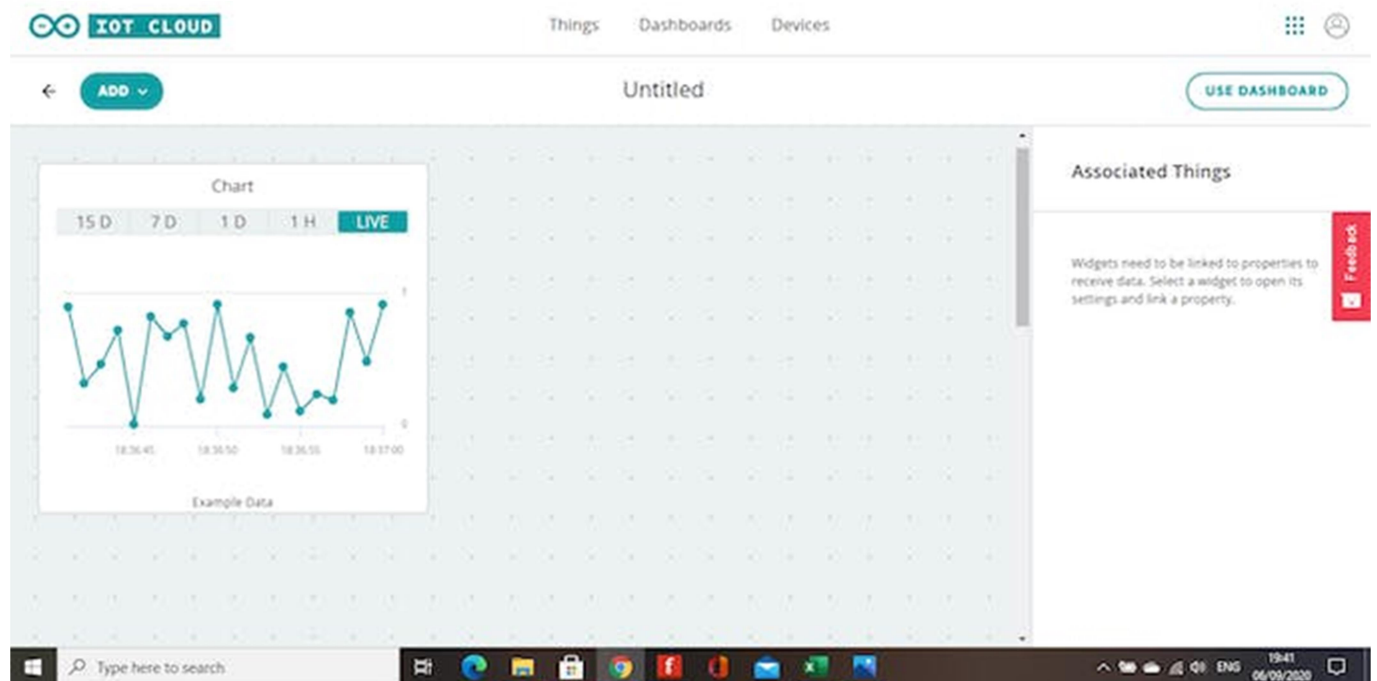 IOT CLOUD
Things Dashboards Devices
ADD
Untitled
USE DASHBOARD
Chart
15 D 7 D 1 D 1 H LIVE
1
0
18:36:45 18:36:50 18:36:55 18:37:00
Example Data
Associated Things
Widgets need to be linked to properties to
receive data. Select a widget to open its
settings and link a property.
Feedback
Type here to search
ENG
19:41
06/09/2020